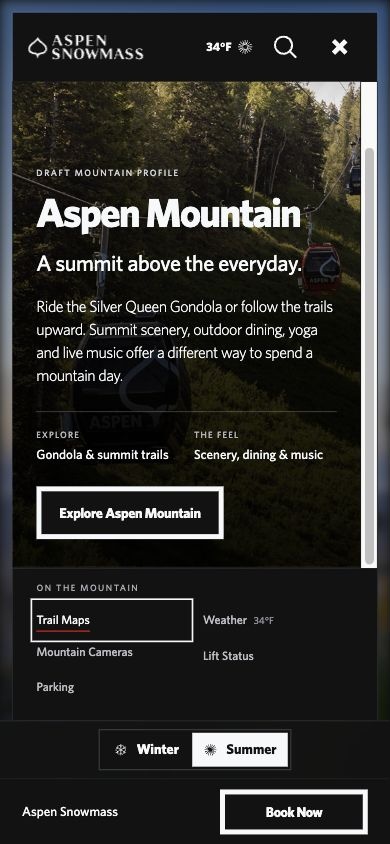 ASPEN
SNOWMASS
34°F
DRAFT MOUNTAIN PROFILE
Aspen Mountain
A summit above the everyday.
Ride the Silver Queen Gondola or follow the trails
upward. Summit scenery, outdoor dining, yoga
and live music offer a different way to spend a
mountain day.
ASPEN
EXPLORE
Gondola & summit trails
THE FEEL
Scenery, dining & music
Explore Aspen Mountain
ON THE MOUNTAIN
Trail Maps
Weather 34°F
Mountain Cameras
Lift Status
Parking
Winter
Summer
Aspen Snowmass
Book Now